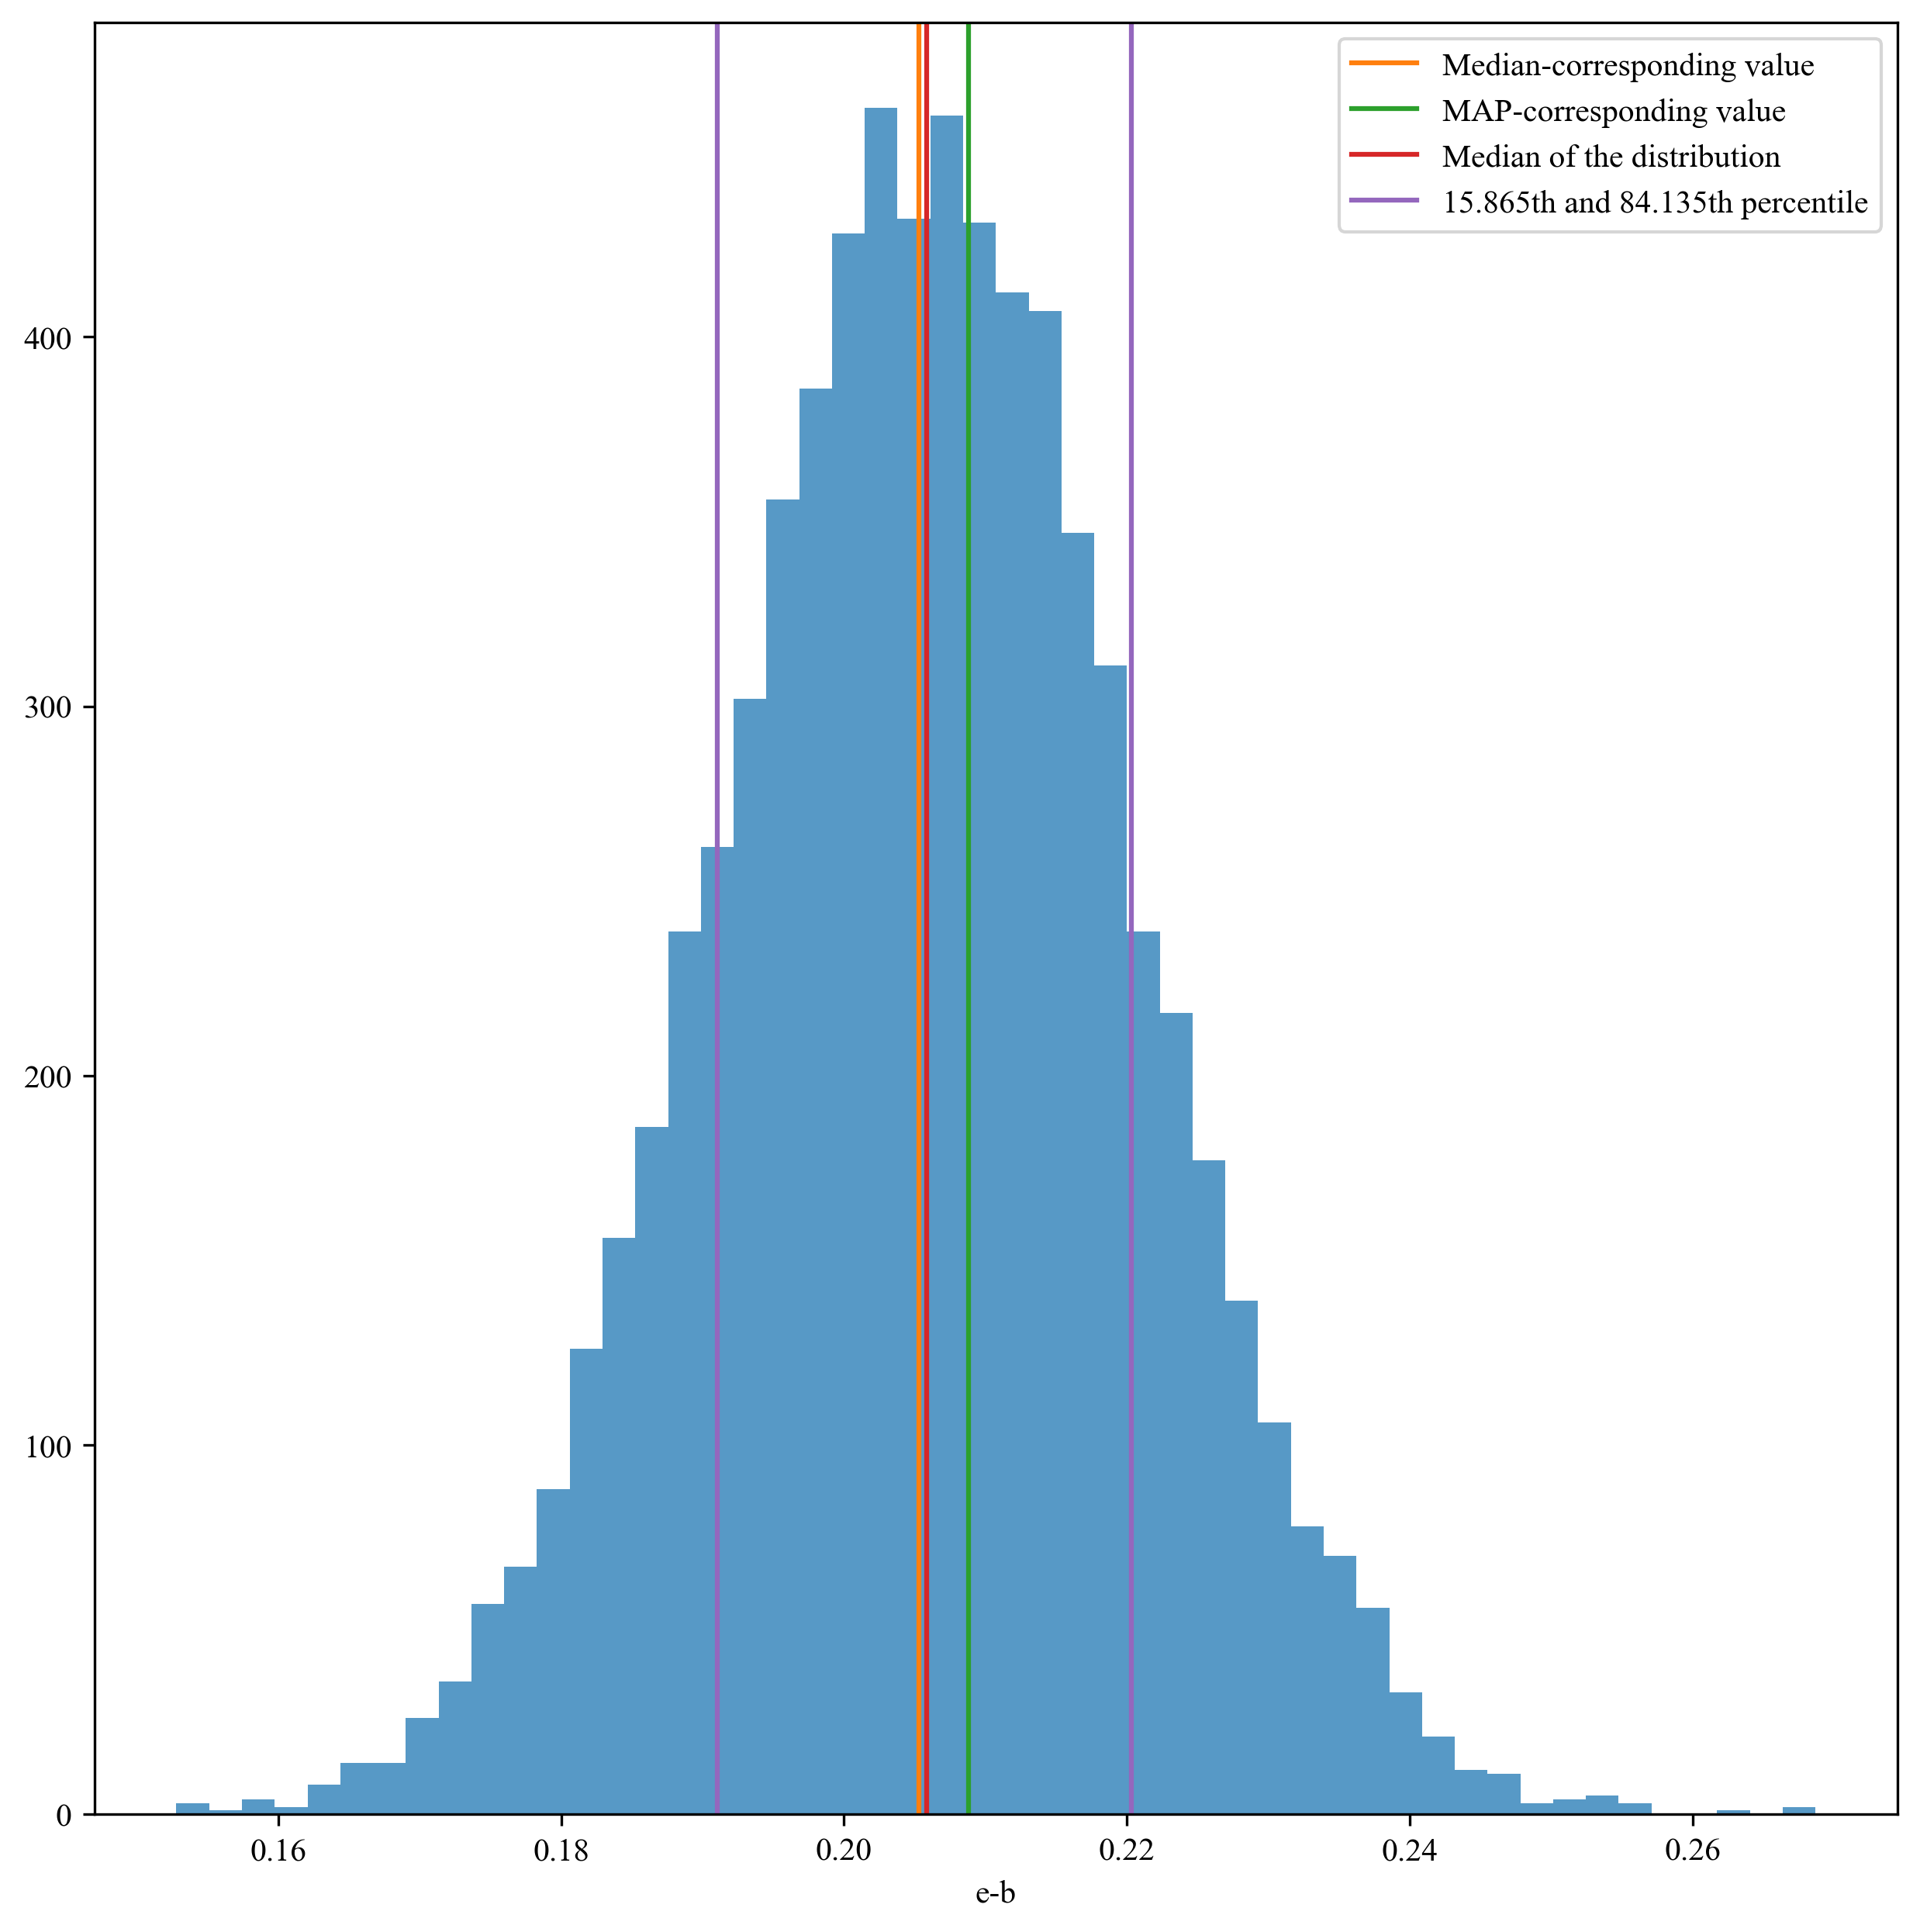 Median-corresponding value
MAP-corresponding value
Median of the distribution
15.865th and 84.135th percentile
400
300
200
100
0
0.16 0.18 0.20 0.22 0.24 0.26
e-b